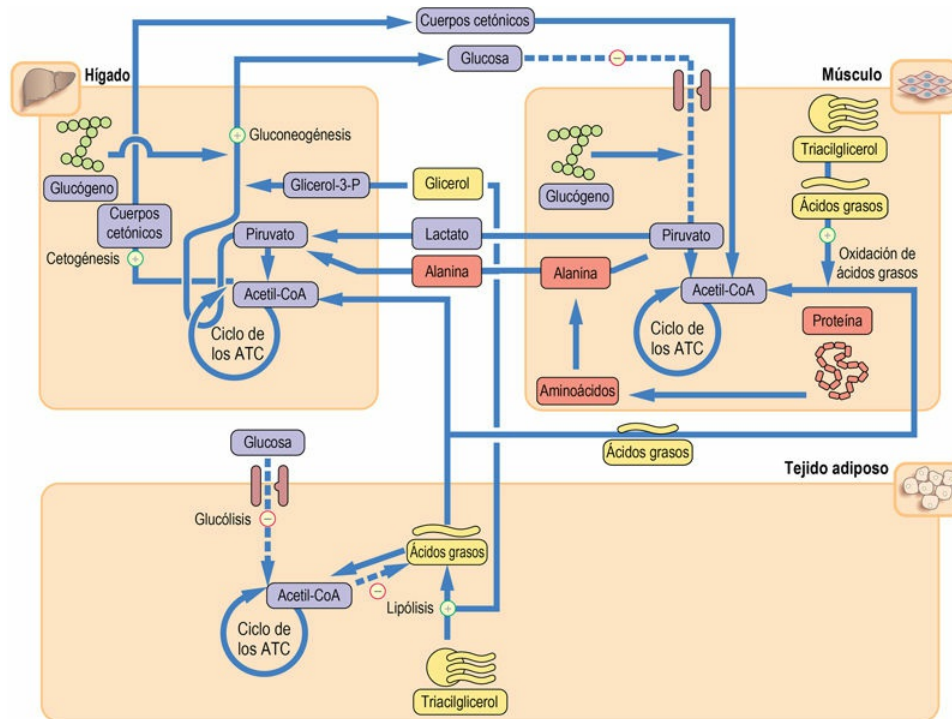 Cuerpos cetónicos
Glucosa
Hígado
Músculo
Gluconeogénesis
Triacilglicerol
Glucógeno
Glicerol-3-P
Glicerol
Glucógeno
Ácidos grasos
Cuerpos
cetónicos
Piruvato
Lactato
Piruvato
Oxidación de
ácidos grasos
Cetogénesis
Alanina
Alanina
Acetil-CoA
Acetil-CoA
Proteína
Ciclo de
los ATC
Ciclo de
los ATC
Aminoácidos
Glucosa
Ácidos grasos
Tejido adiposo
Glucólisis
Ácidos grasos
Acetil-CoA
Lipólisis
Ciclo de
los ATC
Triacilglicerol